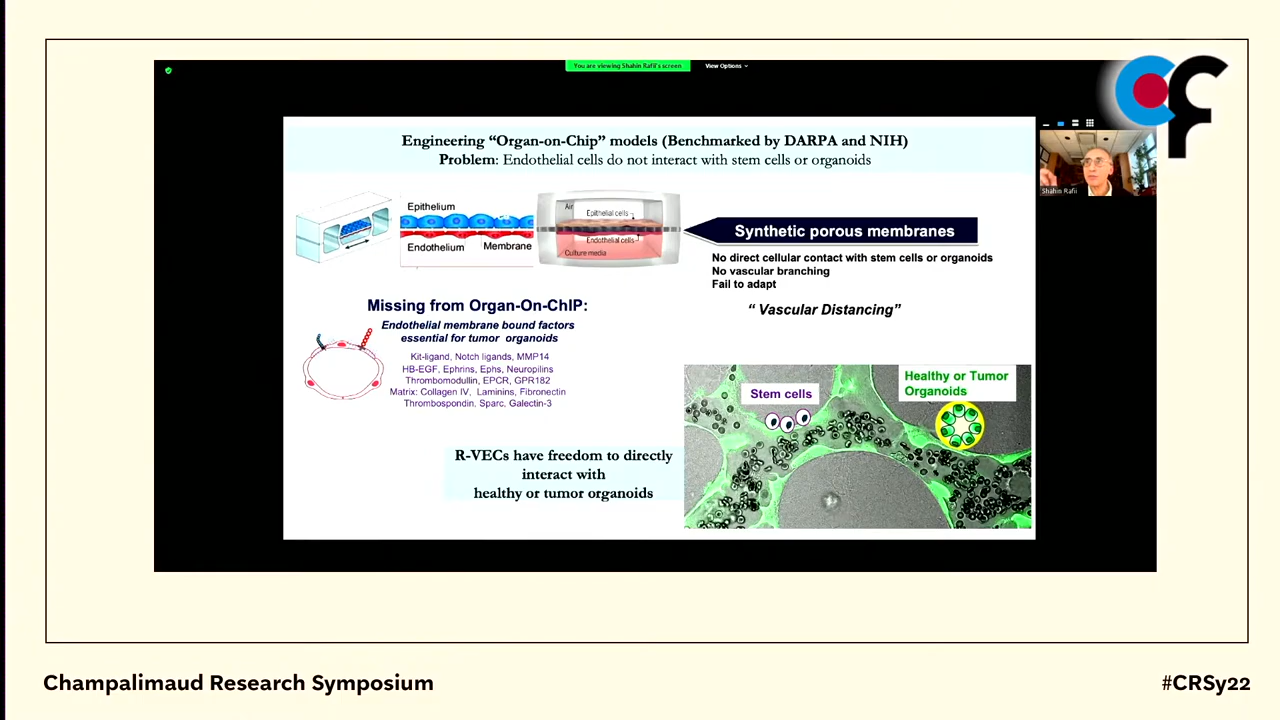 You are viewing Shahin Rafii's screen
View Options
Engineering “Organ-on-Chip” models (Benchmarked by DARPA and NIH)
Problem: Endothelial cells do not interact with stem cells or organoids
Shahin Rafii
Epithelium
Endothelium
Membrane
Air
Epithelial cells
Endothelial cells
Culture media
Synthetic porous membranes
No direct cellular contact with stem cells or organoids
No vascular branching
Fail to adapt
“ Vascular Distancing”
Missing from Organ-On-ChIP:
Endothelial membrane bound factors
essential for tumor organoids
Kit-ligand, Notch ligands, MMP14
HB-EGF, Ephrins, Ephs, Neuropilins
Thrombomodullin, EPCR, GPR182
Matrix: Collagen IV, Laminins, Fibronectin
Thrombospondin, Sparc, Galectin-3
R-VECs have freedom to directly
interact with
healthy or tumor organoids
Stem cells
Healthy or Tumor
Organoids
Champalimaud Research Symposium
#CRSy22